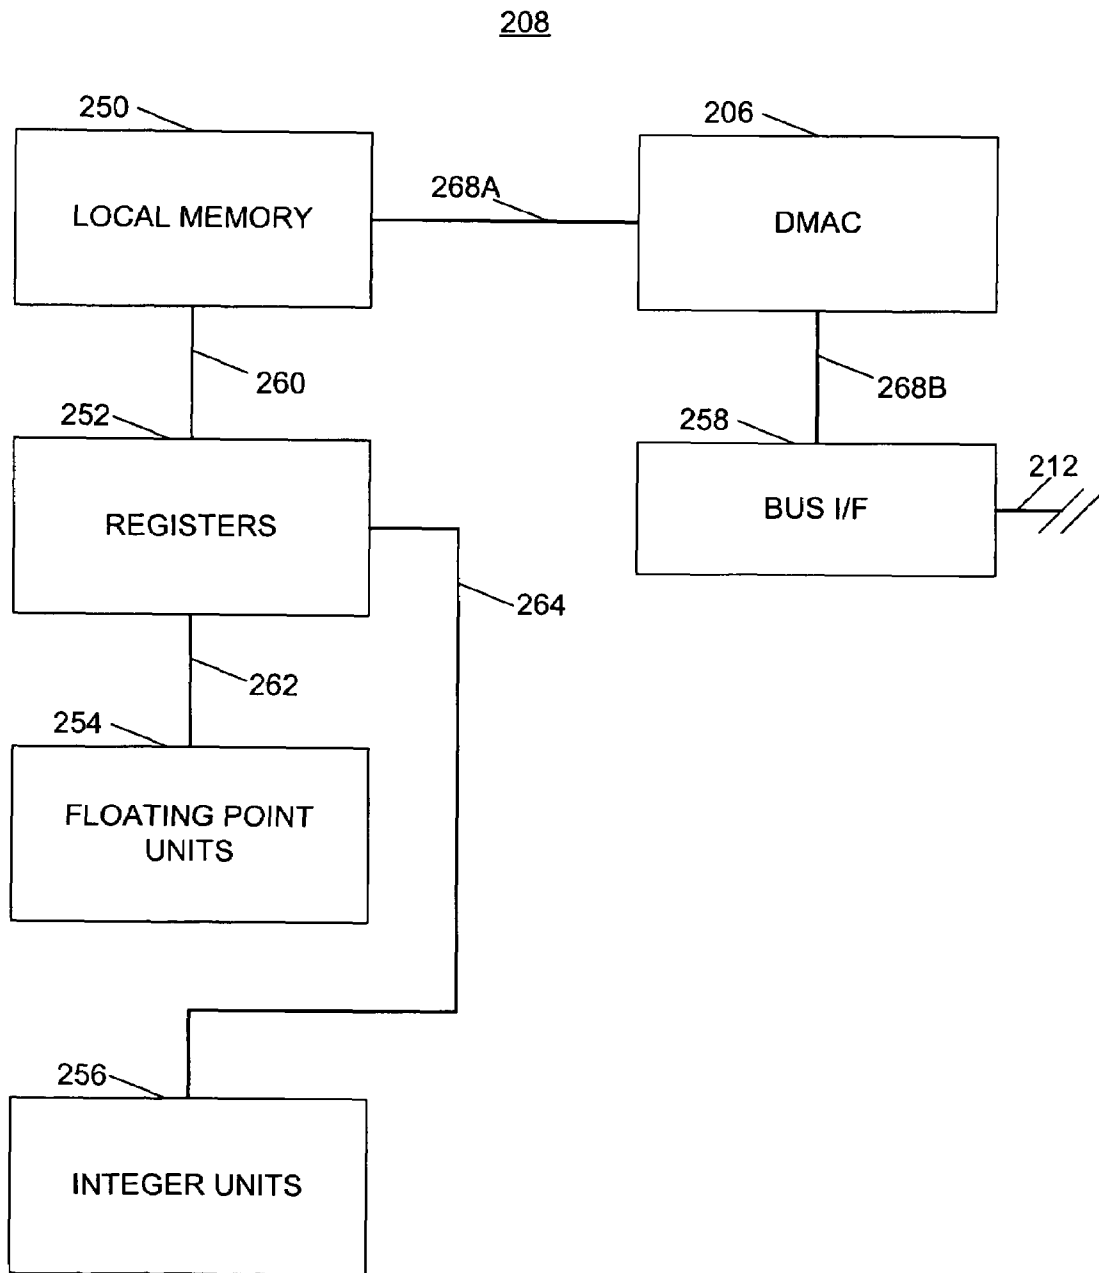 208
250
206
LOCAL MEMORY
268A
DMAC
260
268B
252
258
212
REGISTERS
BUS I/F
264
262
254
FLOATING POINT
UNITS
256
INTEGER UNITS